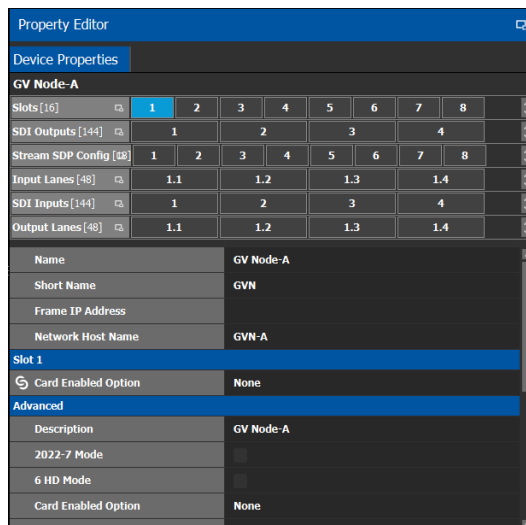 Property Editor
Device Properties
GV Node-A
Slots [16] 1 2 3 4 5 6 7 8
SDI Outputs [144] 1 2 3 4
Stream SDP Config 1 2 3 4 5 6 7 8
Input Lanes [48] 1.1 1.2 1.3 1.4
SDI Inputs [144] 1 2 3 4
Output Lanes [48] 1.1 1.2 1.3 1.4
Name GV Node-A
Short Name GVN
Frame IP Address
Network Host Name GVN-A
Slot 1
Card Enabled Option None
Advanced
Description GV Node-A
2022-7 Mode
6 HD Mode
Card Enabled Option None